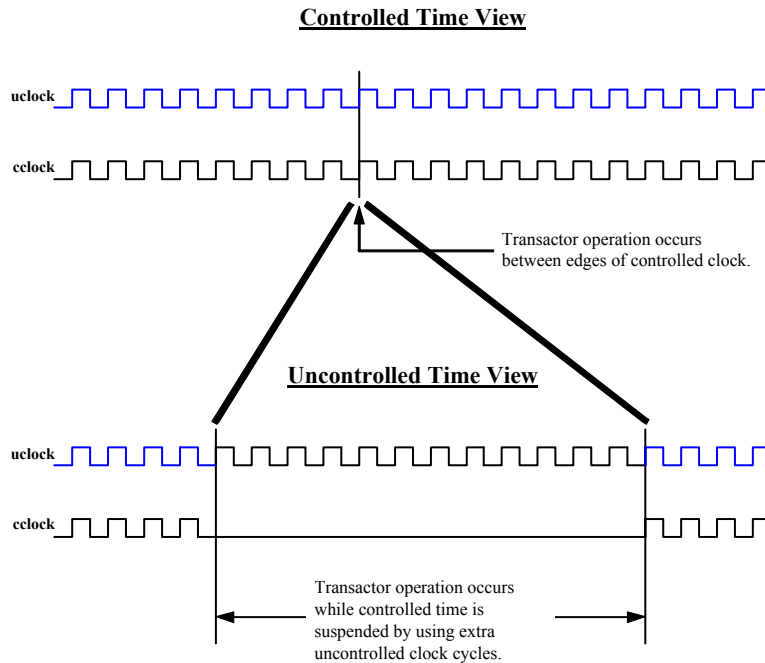 Controlled Time View
uclock
cclock
Transactor operation occurs
between edges of controlled clock.
Uncontrolled Time View
uclock
cclock
Transactor operation occurs
while controlled time is
suspended by using extra
uncontrolled clock cycles.